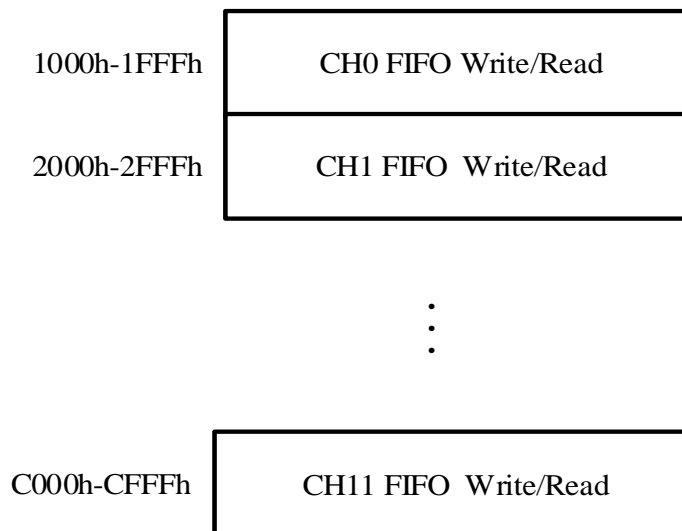 1000h-1FFFh CH0 FIFO Write/Read
2000h-2FFFh CH1 FIFO Write/Read
C000h-CFFFh CH11 FIFO Write/Read